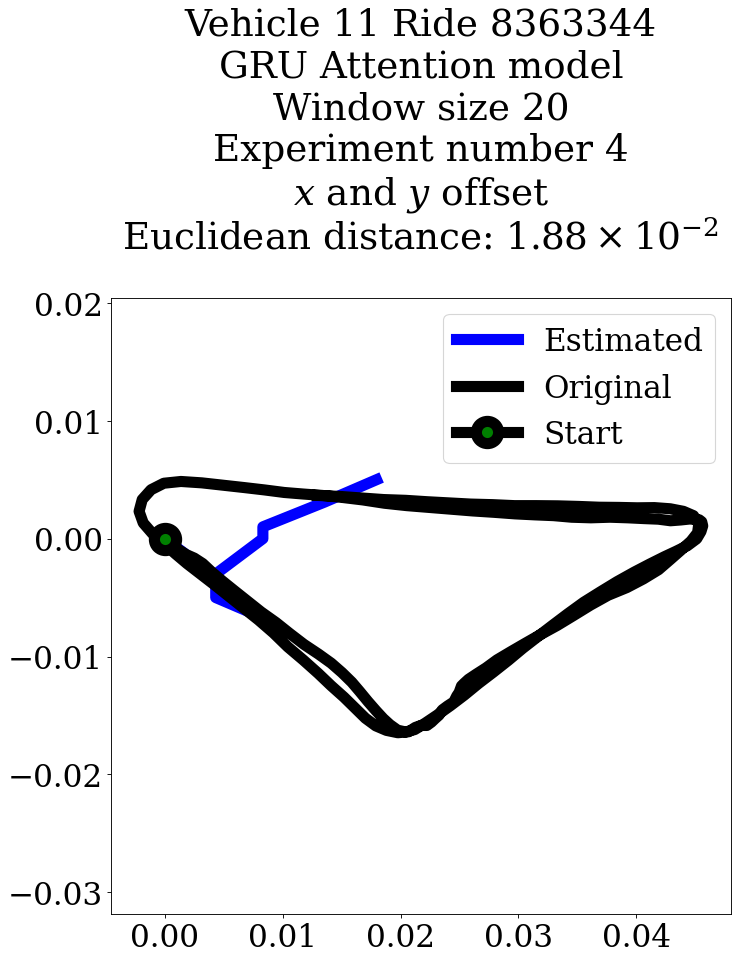 Vehicle 11 Ride 8363344
GRU Attention model
Window size 20
Experiment number 4
x and y offset
Euclidean distance: 1.88 × 10⁻²
0.02
0.01
0.00
−0.01
−0.02
−0.03
Estimated
Original
Start
0.00 0.01 0.02 0.03 0.04